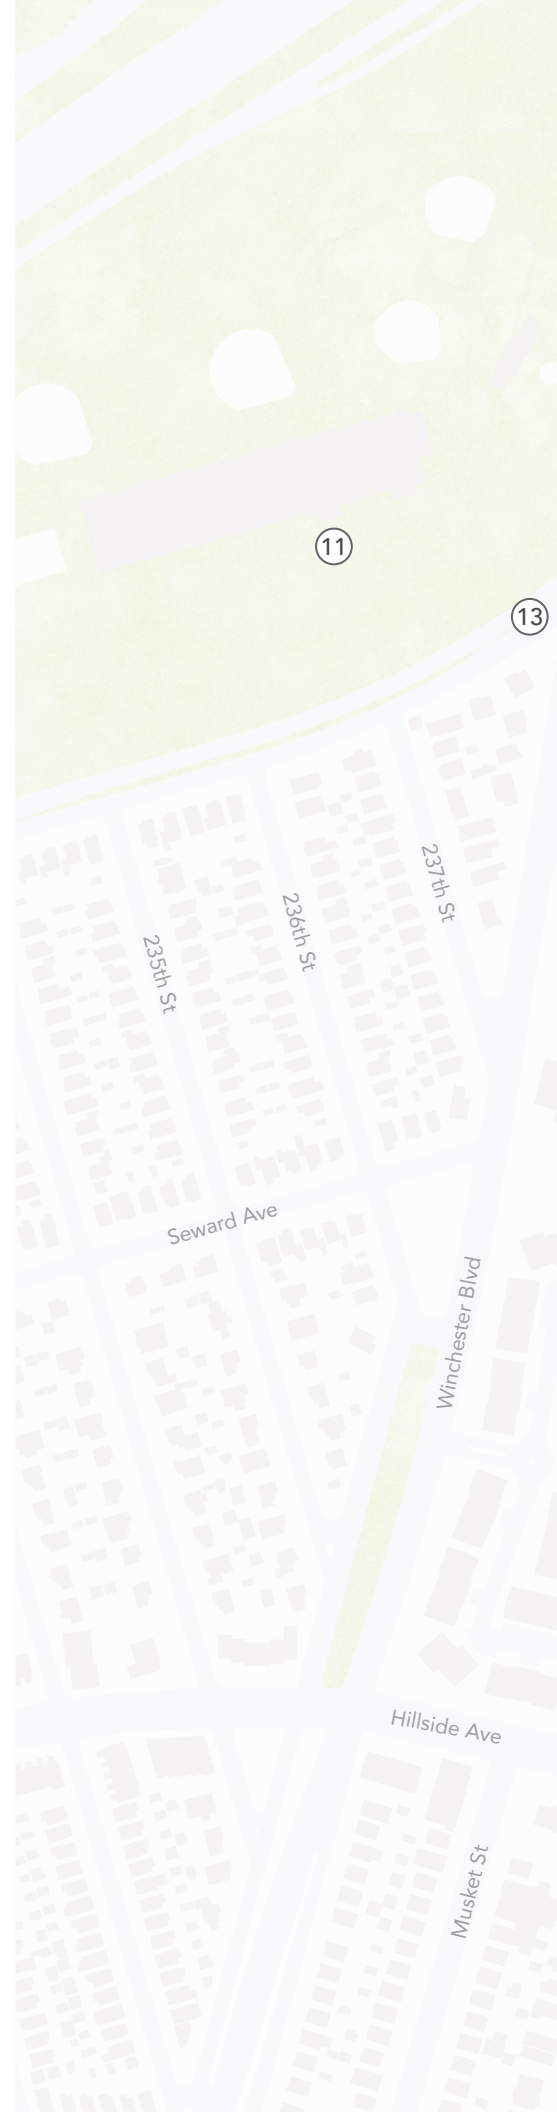 11
13
237th St
236th St
235th St
Seward Ave
Winchester Blvd
Hillside Ave
Musket St